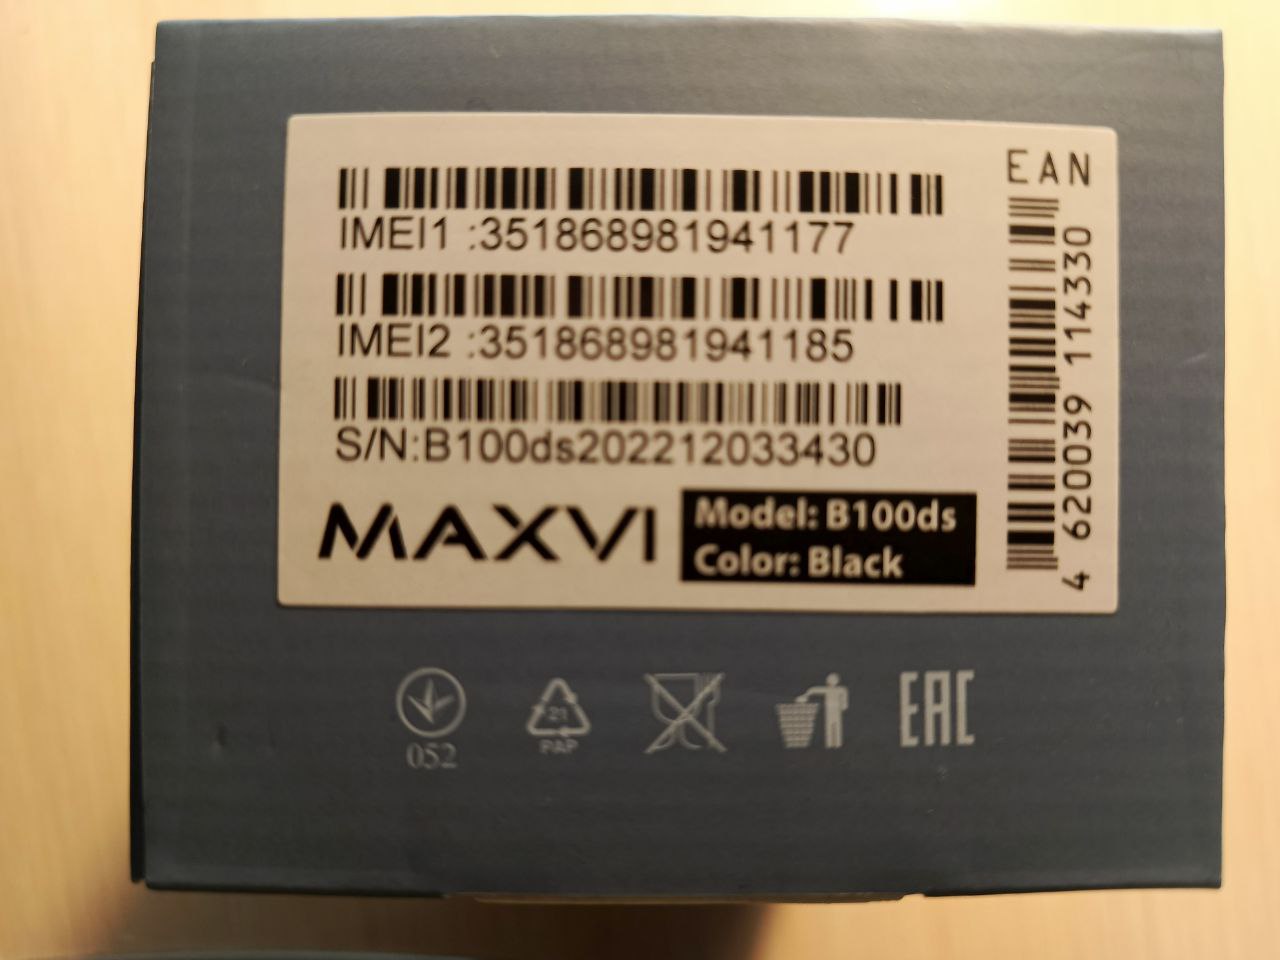 IMEI1 :351868981941177
IMEI2 :351868981941185
S/N:B100ds202212033430
MAXVI
Model: B100ds
Color: Black
EAN
4 620039 114330
052
21
PAP
EAC